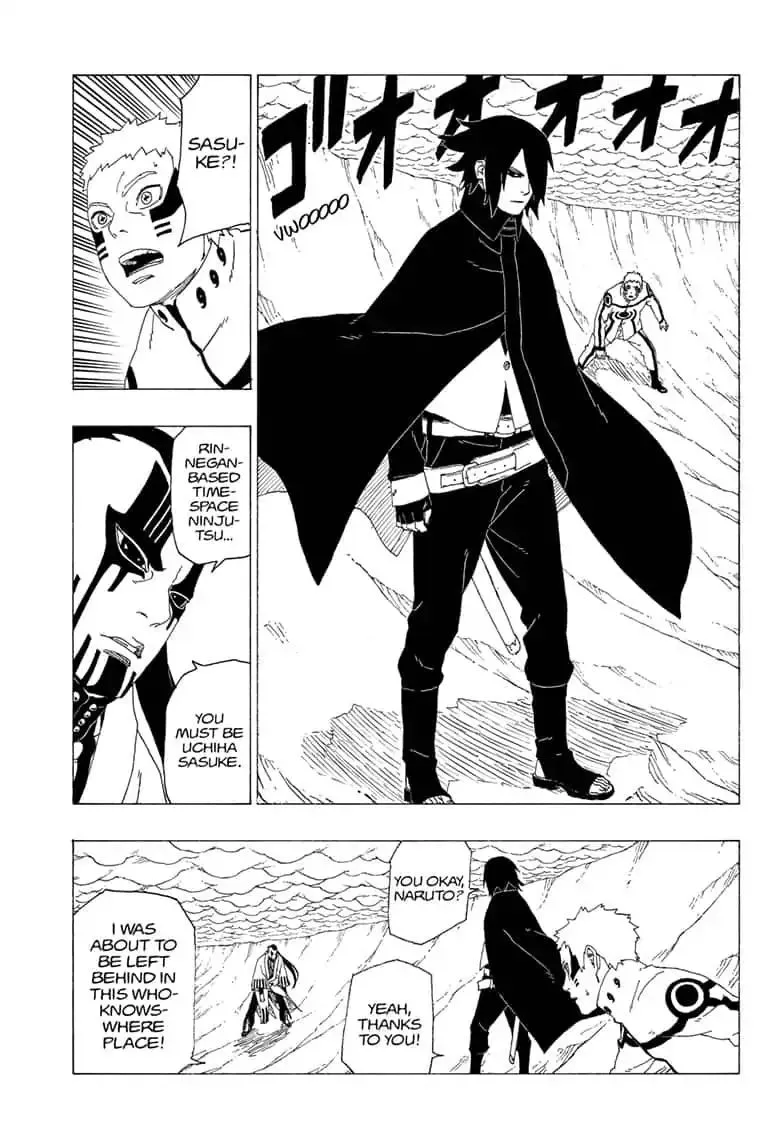 ゴオオオオオ
VWOOOOO
SASU-
KE?!
RIN-
NEGAN-
BASED
TIME-
SPACE
NINJU-
TSU...
YOU
MUST BE
UCHIHA
SASUKE.
YOU OKAY,
NARUTO?
YEAH,
THANKS
TO YOU!
I WAS
ABOUT TO
BE LEFT
BEHIND IN
THIS WHO-
KNOWS-
WHERE
PLACE!